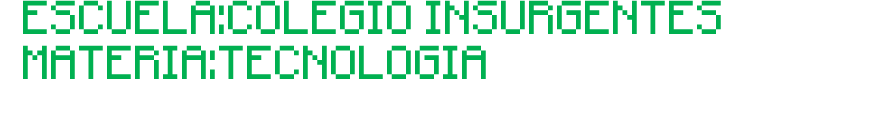 ESCUELA:COLEGIO INSURGENTES
MATERIA:TECNOLOGIA